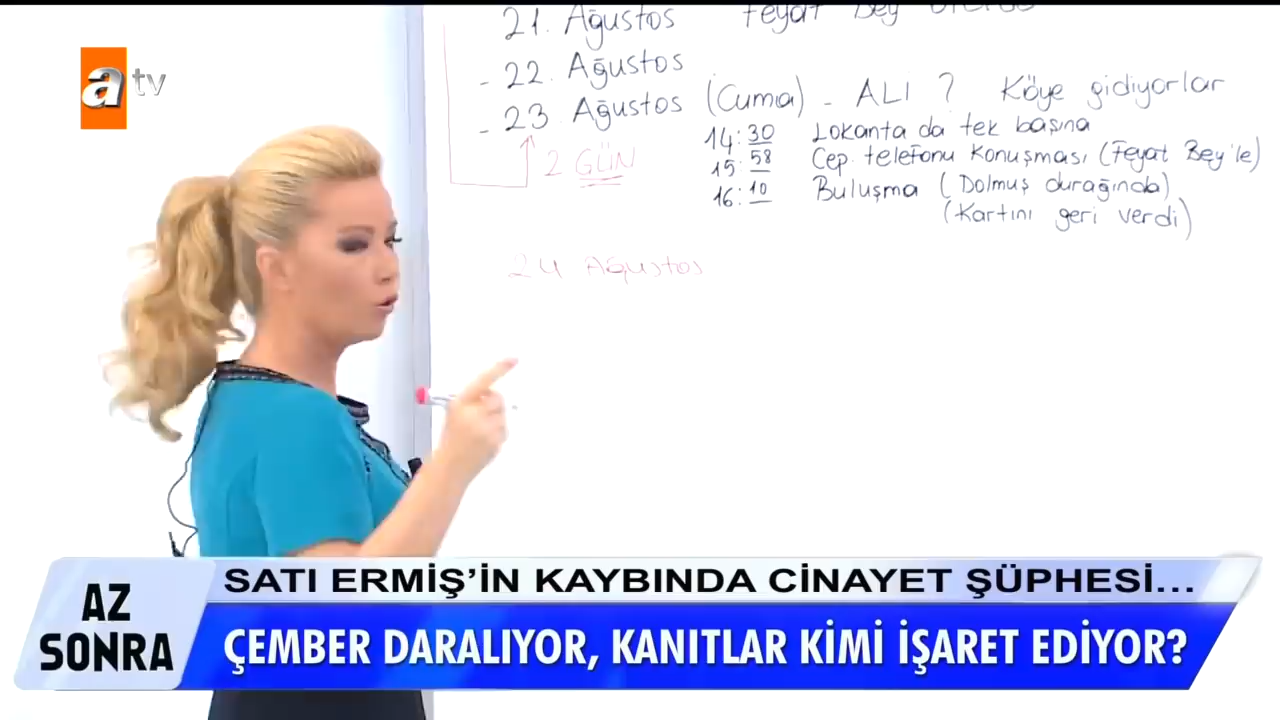 atv
21. Ağustos Feyat Bey
- 22. Ağustos
- 23. Ağustos (Cuma) - ALI ? Köye gidiyorlar
14:30 Lokanta da tek başına
2 GÜN
15:58 Cep telefonu Konuşması (Feyat Bey'le)
16:10 Buluşma (Dolmuş durağında)
(Kartını geri verdi)
24 Ağustos
AZ SONRA
SATI ERMİŞ'İN KAYBINDA CİNAYET ŞÜPHESİ...
ÇEMBER DARALIYOR, KANITLAR KİMİ İŞARET EDİYOR?